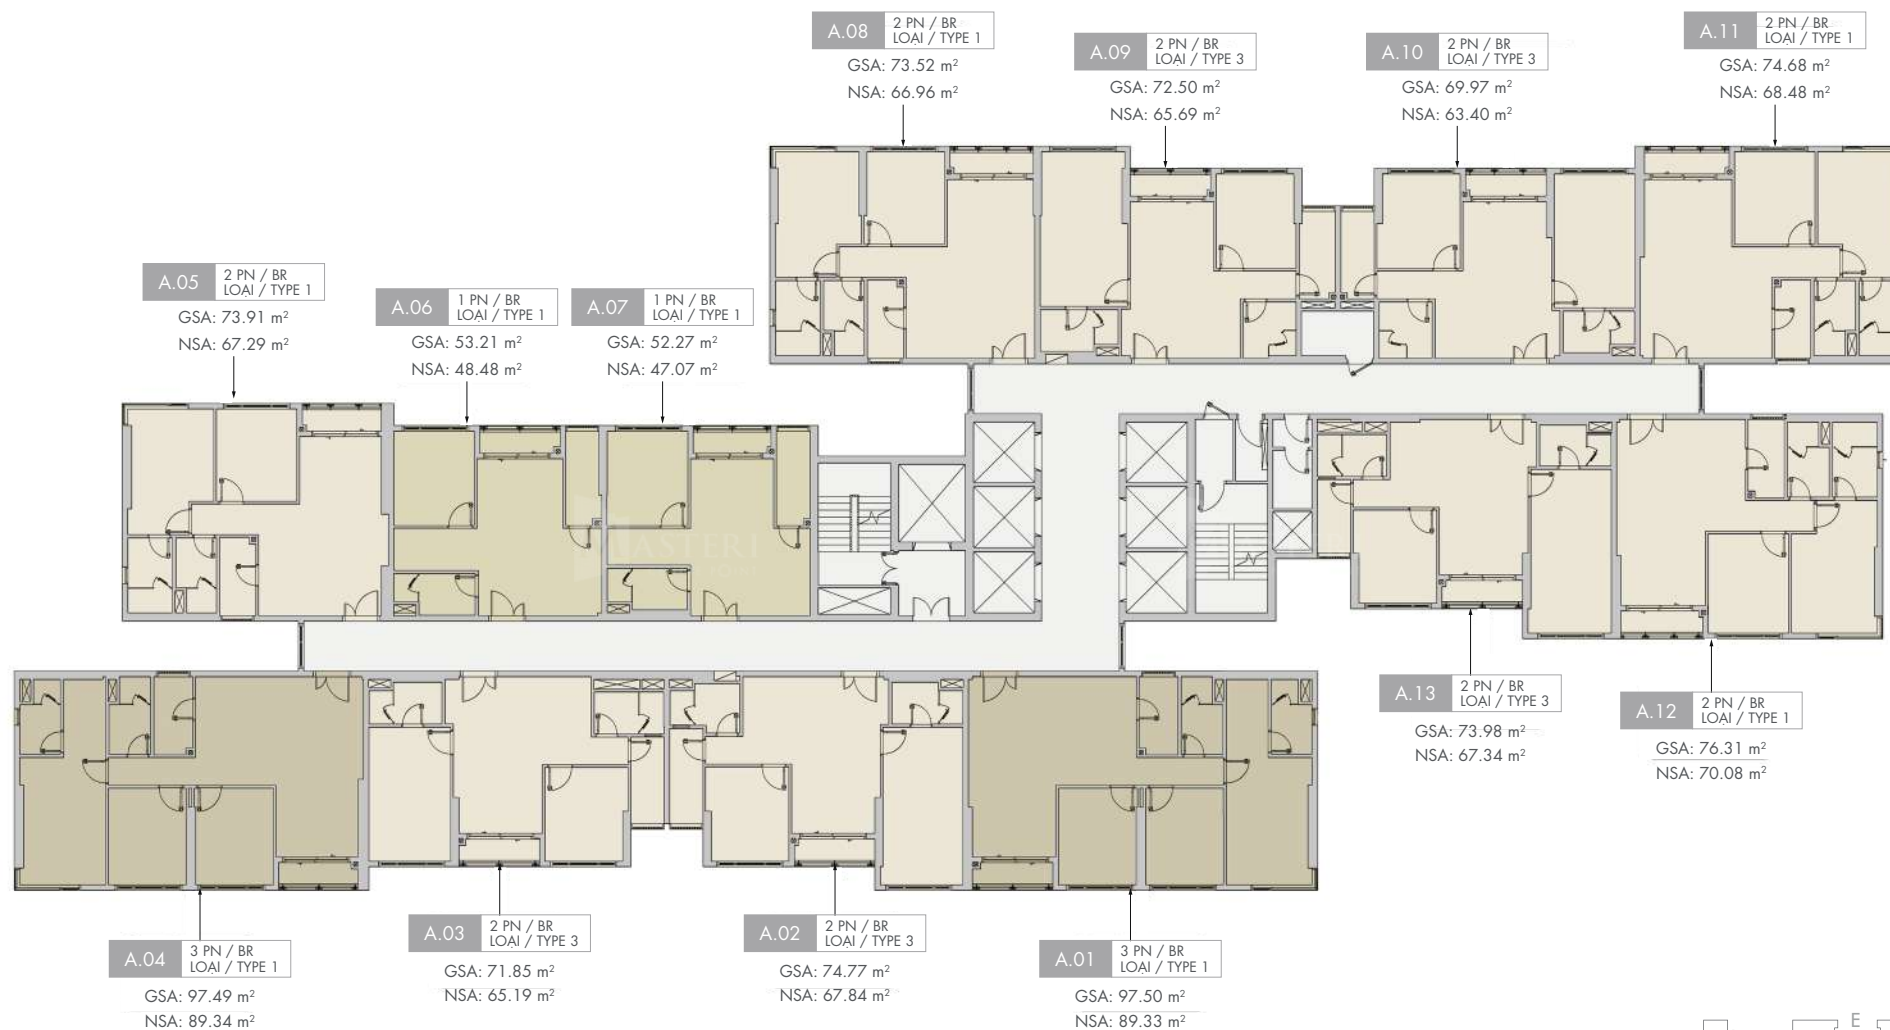 A.08
2 PN / BR
LOẠI / TYPE 1
GSA: 73.52 m²
NSA: 66.96 m²
A.09
2 PN / BR
LOẠI / TYPE 3
GSA: 72.50 m²
NSA: 65.69 m²
A.10
2 PN / BR
LOẠI / TYPE 3
GSA: 69.97 m²
NSA: 63.40 m²
A.11
2 PN / BR
LOẠI / TYPE 1
GSA: 74.68 m²
NSA: 68.48 m²
A.05
2 PN / BR
LOẠI / TYPE 1
GSA: 73.91 m²
NSA: 67.29 m²
A.06
1 PN / BR
LOẠI / TYPE 1
GSA: 53.21 m²
NSA: 48.48 m²
A.07
1 PN / BR
LOẠI / TYPE 1
GSA: 52.27 m²
NSA: 47.07 m²
MASTERI
A.13
2 PN / BR
LOẠI / TYPE 3
GSA: 73.98 m²
NSA: 67.34 m²
A.12
2 PN / BR
LOẠI / TYPE 1
GSA: 76.31 m²
NSA: 70.08 m²
A.04
3 PN / BR
LOẠI / TYPE 1
GSA: 97.49 m²
NSA: 89.34 m²
A.03
2 PN / BR
LOẠI / TYPE 3
GSA: 71.85 m²
NSA: 65.19 m²
A.02
2 PN / BR
LOẠI / TYPE 3
GSA: 74.77 m²
NSA: 67.84 m²
A.01
3 PN / BR
LOẠI / TYPE 1
GSA: 97.50 m²
NSA: 89.33 m²
E